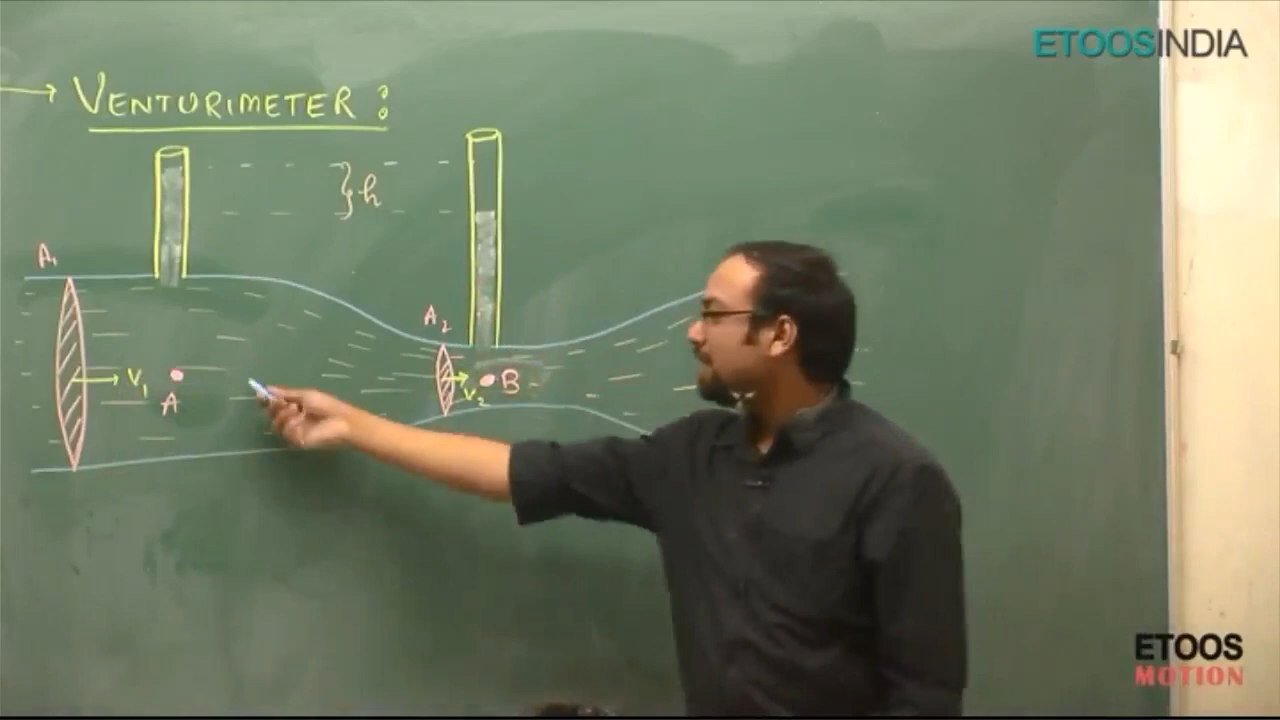 ETOOSINDIA
→ VENTURIMETER :
} h
A₁
A₂
V₁
A
V₂
B
ETOOS
MOTION